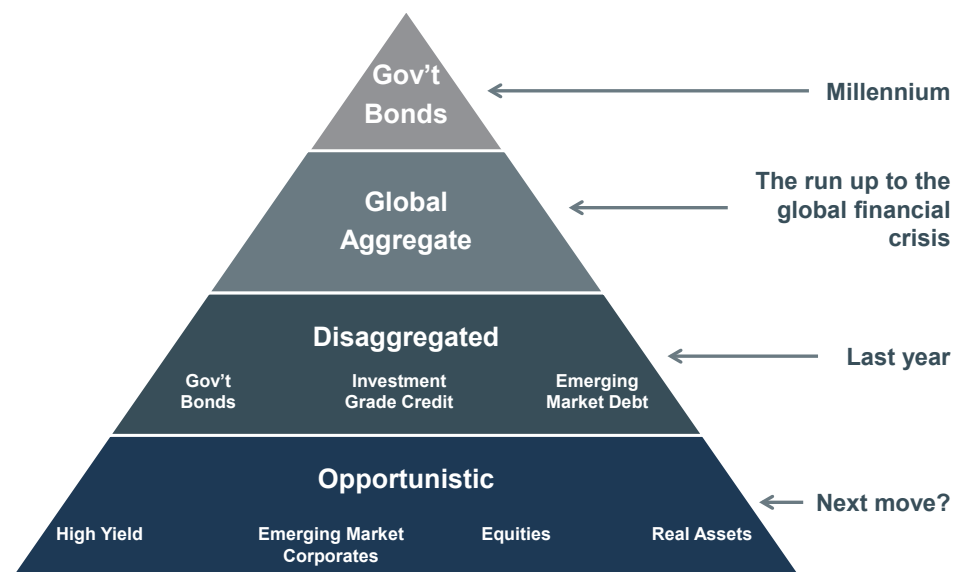 Gov't
Bonds
Millennium
Global
Aggregate
The run up to the
global financial
crisis
Disaggregated
Gov't
Bonds
Investment
Grade Credit
Emerging
Market Debt
Last year
Opportunistic
High Yield
Emerging Market
Corporates
Equities
Real Assets
Next move?